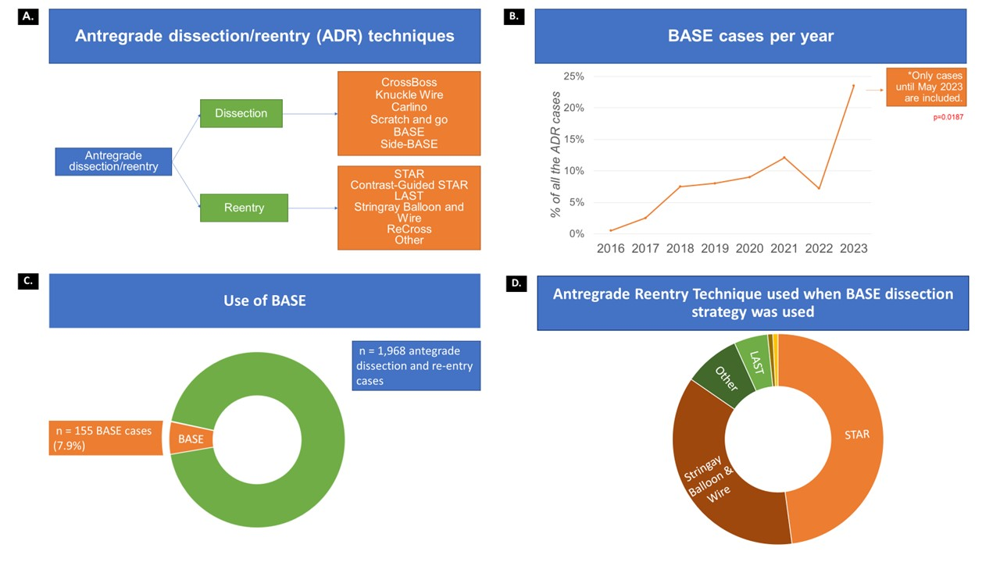 A.
Antregrade dissection/reentry (ADR) techniques
Antregrade
dissection/reentry
Dissection
Reentry
CrossBoss
Knuckle Wire
Carlino
Scratch and go
BASE
Side-BASE
STAR
Contrast-Guided STAR
LAST
Stringray Balloon and
Wire
ReCross
Other
B.
BASE cases per year
% of all the ADR cases
25%
20%
15%
10%
5%
0%
2016 2017 2018 2019 2020 2021 2022 2023
*Only cases
until May 2023
are included.
p=0.0187
C.
Use of BASE
n = 1,968 antegrade
dissection and re-entry
cases
n = 155 BASE cases
(7.9%)
BASE
D.
Antregrade Reentry Technique used when BASE dissection
strategy was used
LAST
Other
STAR
Stringay
Balloon &
Wire